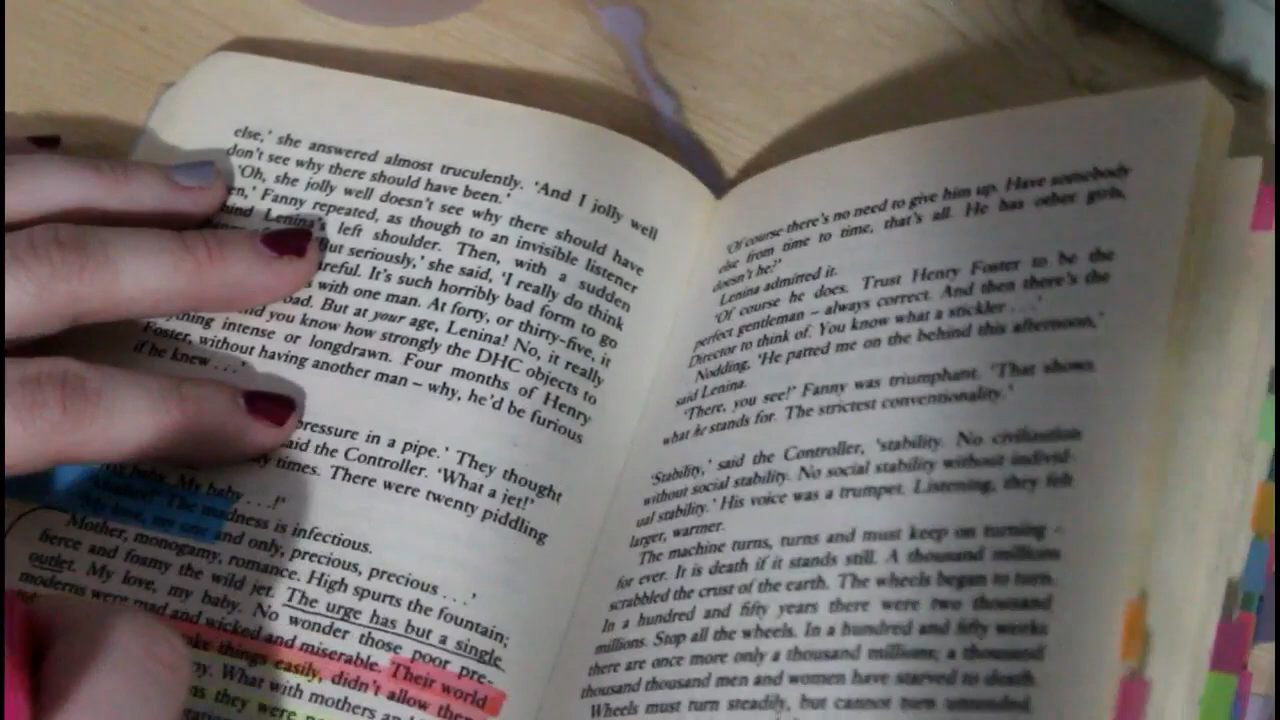 else,' she answered almost truculently. 'And I jolly well
don't see why there should have been.'
'Oh, she jolly well doesn't see why there should have
en,' Fanny repeated, as though to an invisible listener
hind Lenina's left shoulder. Then, with a sudden
But seriously,' she said, 'I really do think
areful. It's such horribly bad form to go
s with one man. At forty, or thirty-five, it
bad. But at your age, Lenina! No, it really
nd you know how strongly the DHC objects to
ything intense or longdrawn. Four months of Henry
Foster, without having another man – why, he'd be furious
if he knew . . .'
pressure in a pipe.' They thought
aid the Controller. 'What a jet!'
y times. There were twenty piddling
My baby. My baby . . .!'
The madness is infectious.
My love, my one and only, precious, precious . . .'
Mother, monogamy, romance. High spurts the fountain;
fierce and foamy the wild jet. The urge has but a single
outlet. My love, my baby. No wonder those poor pre-
moderns were mad and wicked and miserable. Their world
things easily, didn't allow them
What with mothers and
they were
'Of course there's no need to give him up. Have somebody
else from time to time, that's all. He has other girls,
doesn't he?'
Lenina admitted it.
'Of course he does. Trust Henry Foster to be the
perfect gentleman – always correct. And then there's the
Director to think of. You know what a stickler . . .'
Nodding, 'He patted me on the behind this afternoon,'
said Lenina.
'There, you see!' Fanny was triumphant. 'That shows
what he stands for. The strictest conventionality.'
'Stability,' said the Controller, 'stability. No civilization
without social stability. No social stability without individ-
ual stability.' His voice was a trumpet. Listening, they felt
larger, warmer.
The machine turns, turns and must keep on turning –
for ever. It is death if it stands still. A thousand millions
scrabbled the crust of the earth. The wheels began to turn.
In a hundred and fifty years there were two thousand
millions. Stop all the wheels. In a hundred and fifty weeks
there are once more only a thousand millions; a thousand
thousand thousand men and women have starved to death.
Wheels must turn steadily, but cannot turn untended.